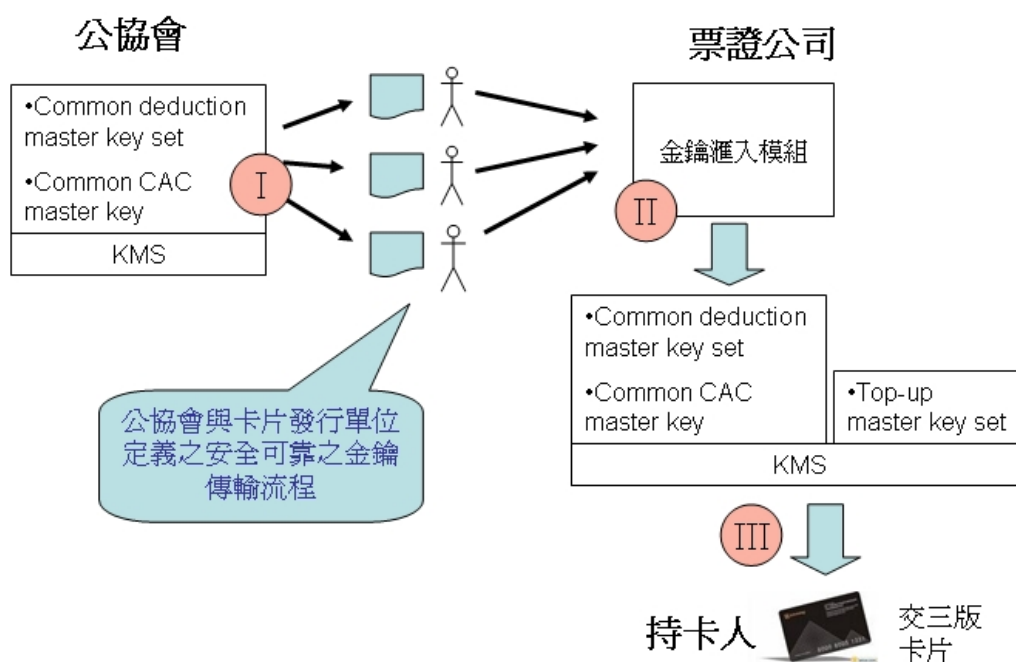 公協會
票證公司
•Common deduction
master key set
•Common CAC
master key
KMS
I
金鑰滙入模組
II
•Common deduction
master key set
•Common CAC
master key
•Top-up
master key set
KMS
公協會與卡片發行單位
定義之安全可靠之金鑰
傳輸流程
III
持卡人
交三版
卡片